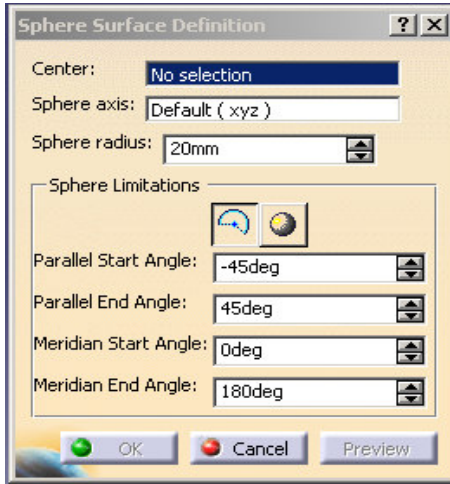 Sphere Surface Definition
Center: No selection
Sphere axis: Default ( xyz )
Sphere radius: 20mm
Sphere Limitations
Parallel Start Angle: -45deg
Parallel End Angle: 45deg
Meridian Start Angle: 0deg
Meridian End Angle: 180deg
OK Cancel Preview